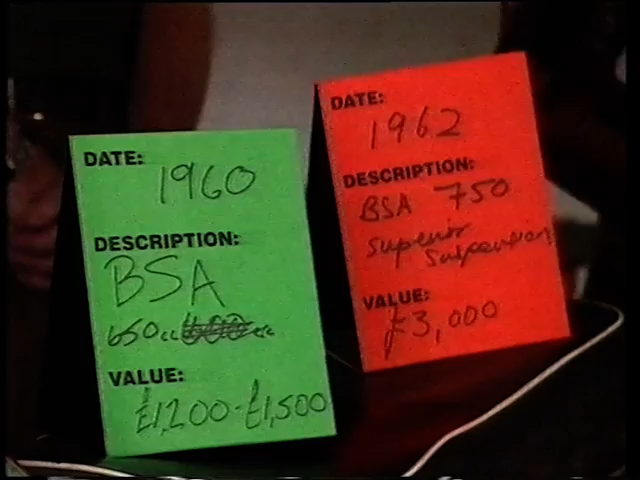 DATE:
1960
DESCRIPTION:
BSA
650cc
VALUE:
£1,200-£1,500
DATE:
1962
DESCRIPTION:
BSA 750
superior
suspension
VALUE:
£3,000